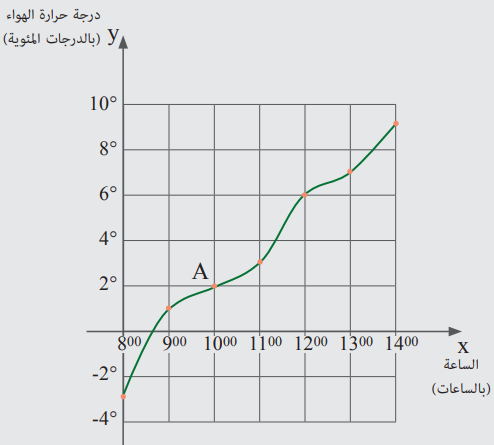 درجة حرارة الهواء
(بالدرجات المئوية)
y
10°
8°
6°
4°
A
2°
8⁰⁰ 9⁰⁰ 10⁰⁰ 11⁰⁰ 12⁰⁰ 13⁰⁰ 14⁰⁰
x
الساعة
(بالساعات)
-2°
-4°